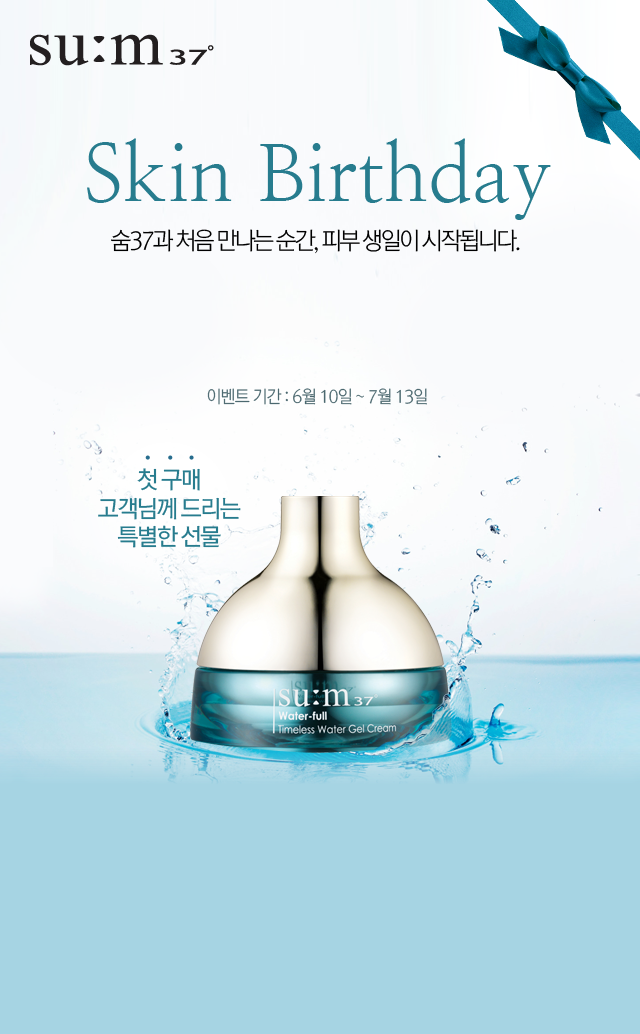 su:m37°
Skin Birthday
숨37과 처음 만나는 순간, 피부 생일이 시작됩니다.
이벤트 기간 : 6월 10일 ~ 7월 13일
첫 구매
고객님께 드리는
특별한 선물
su:m37°
Water-full
Timeless Water Gel Cream